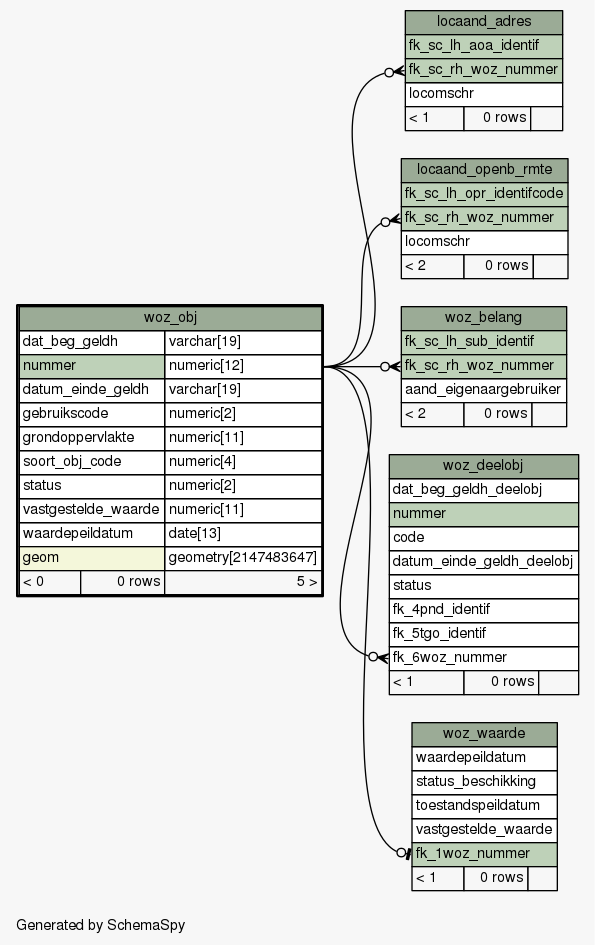 locaand_adres
fk_sc_lh_aoa_identif
fk_sc_rh_woz_nummer
locomschr
< 1 0 rows
locaand_openb_rmte
fk_sc_lh_opr_identifcode
fk_sc_rh_woz_nummer
locomschr
< 2 0 rows
woz_obj
dat_beg_geldh varchar[19]
nummer numeric[12]
datum_einde_geldh varchar[19]
gebruikscode numeric[2]
grondoppervlakte numeric[11]
soort_obj_code numeric[4]
status numeric[2]
vastgestelde_waarde numeric[11]
waardepeildatum date[13]
geom geometry[2147483647]
< 0 0 rows 5 >
woz_belang
fk_sc_lh_sub_identif
fk_sc_rh_woz_nummer
aand_eigenaargebruiker
< 2 0 rows
woz_deelobj
dat_beg_geldh_deelobj
nummer
code
datum_einde_geldh_deelobj
status
fk_4pnd_identif
fk_5tgo_identif
fk_6woz_nummer
< 1 0 rows
woz_waarde
waardepeildatum
status_beschikking
toestandspeildatum
vastgestelde_waarde
fk_1woz_nummer
< 1 0 rows
Generated by SchemaSpy